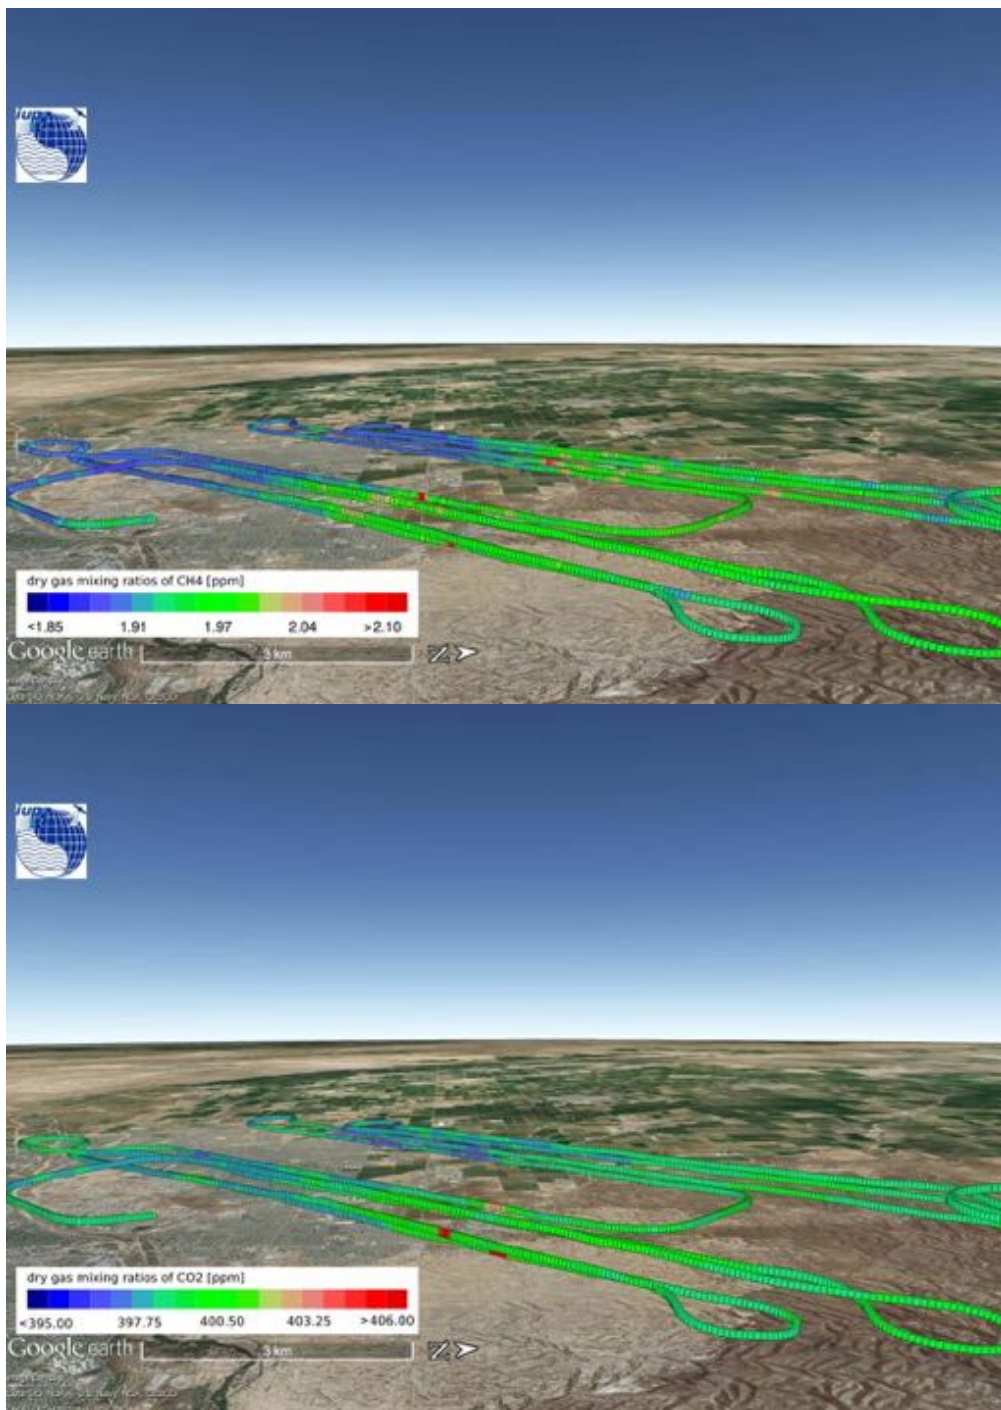 dry gas mixing ratios of CH4 [ppm]
<1.85 1.91 1.97 2.04 >2.10
Google earth
3 km
dry gas mixing ratios of CO2 [ppm]
<395.00 397.75 400.50 403.25 >406.00
Google earth
3 km